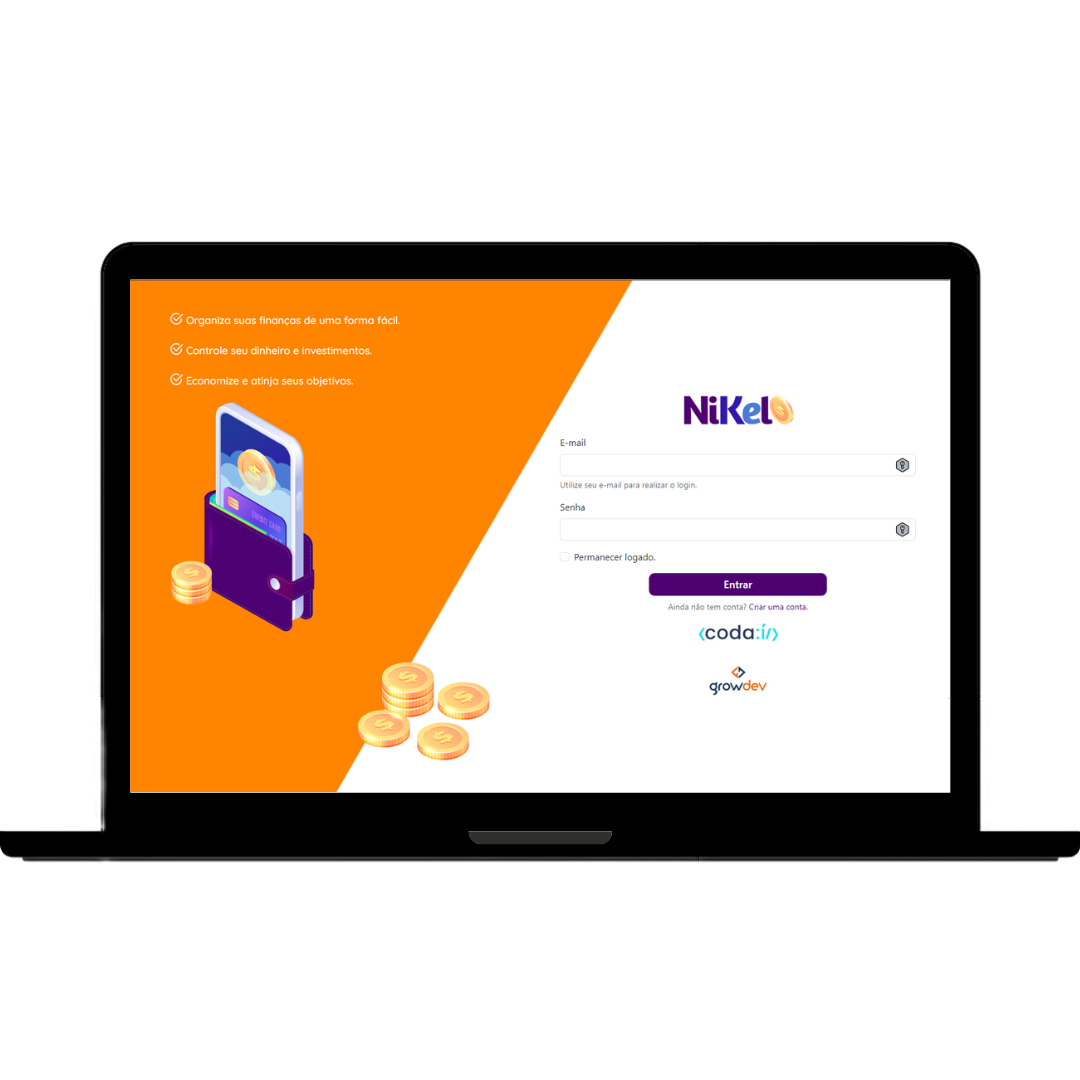 Organiza suas finanças de uma forma fácil.
Controle seu dinheiro e investimentos.
Economize e atinja seus objetivos.
CREDIT CARD
NiKel
E-mail
Utilize seu e-mail para realizar o login.
Senha
Permanecer logado.
Entrar
Ainda não tem conta? Criar uma conta.
<coda:i/>
growdev